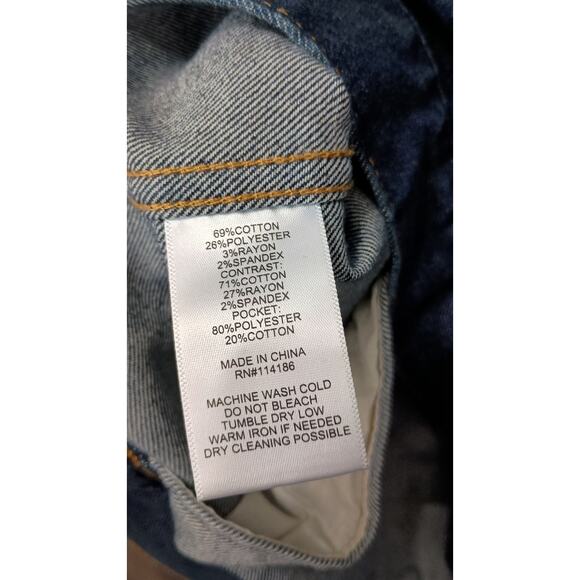 69%COTTON
26%POLYESTER
3%RAYON
2%SPANDEX
CONTRAST:
71%COTTON
27%RAYON
2%SPANDEX
POCKET:
80%POLYESTER
20%COTTON
MADE IN CHINA
RN#114186
MACHINE WASH COLD
DO NOT BLEACH
TUMBLE DRY LOW
WARM IRON IF NEEDED
DRY CLEANING POSSIBLE